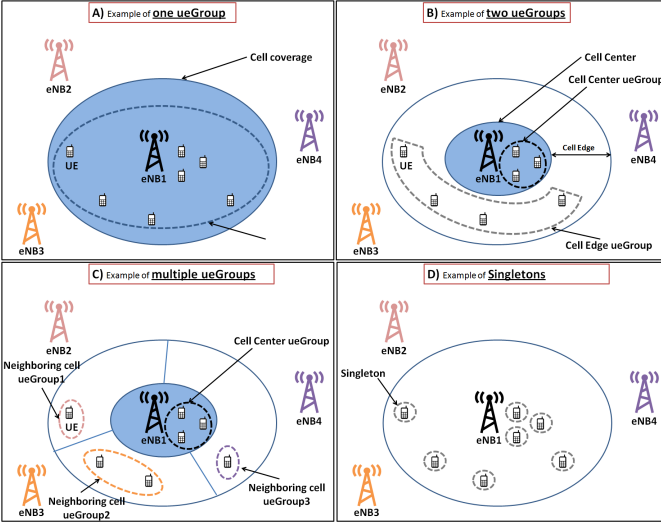 A) Example of one ueGroup
Cell coverage
eNB2
eNB4
UE
eNB1
eNB3
B) Example of two ueGroups
Cell Center
Cell Center ueGroup
eNB2
eNB4
Cell Edge
UE
eNB1
eNB3
Cell Edge ueGroup
C) Example of multiple ueGroups
eNB2
Cell Center ueGroup
Neighboring cell
ueGroup1
eNB4
UE
eNB1
eNB3
Neighboring cell
ueGroup2
Neighboring cell
ueGroup3
D) Example of Singletons
eNB2
Singleton
eNB4
eNB1
eNB3